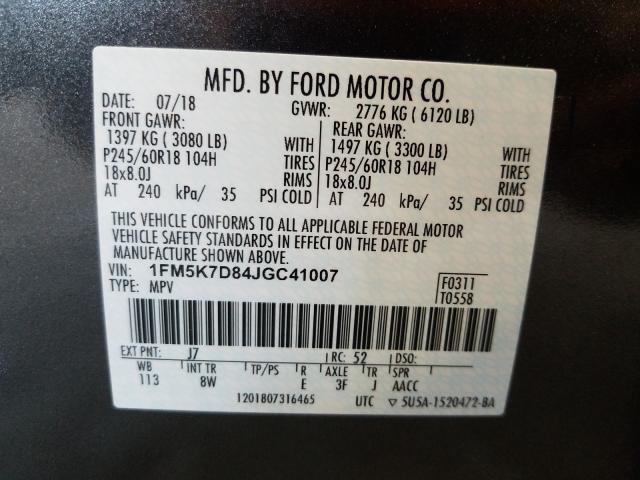 MFD. BY FORD MOTOR CO.
DATE: 07/18 GVWR: 2776 KG ( 6120 LB)
FRONT GAWR: REAR GAWR:
1397 KG ( 3080 LB) WITH 1497 KG ( 3300 LB) WITH
P245/60R18 104H TIRES P245/60R18 104H TIRES
18x8.0J RIMS 18x8.0J RIMS
AT 240 kPa/ 35 PSI COLD AT 240 kPa/ 35 PSI COLD
THIS VEHICLE CONFORMS TO ALL APPLICABLE FEDERAL MOTOR
VEHICLE SAFETY STANDARDS IN EFFECT ON THE DATE OF
MANUFACTURE SHOWN ABOVE.
VIN: 1FM5K7D84JGC41007 F0311
TYPE: MPV T0558
EXT PNT: J7 RC: 52 DSO:
WB INT TR TP/PS R AXLE TR SPR
113 8W E 3F J AACC
1201807316465 UTC ▽ 5U5A-1520472-BA